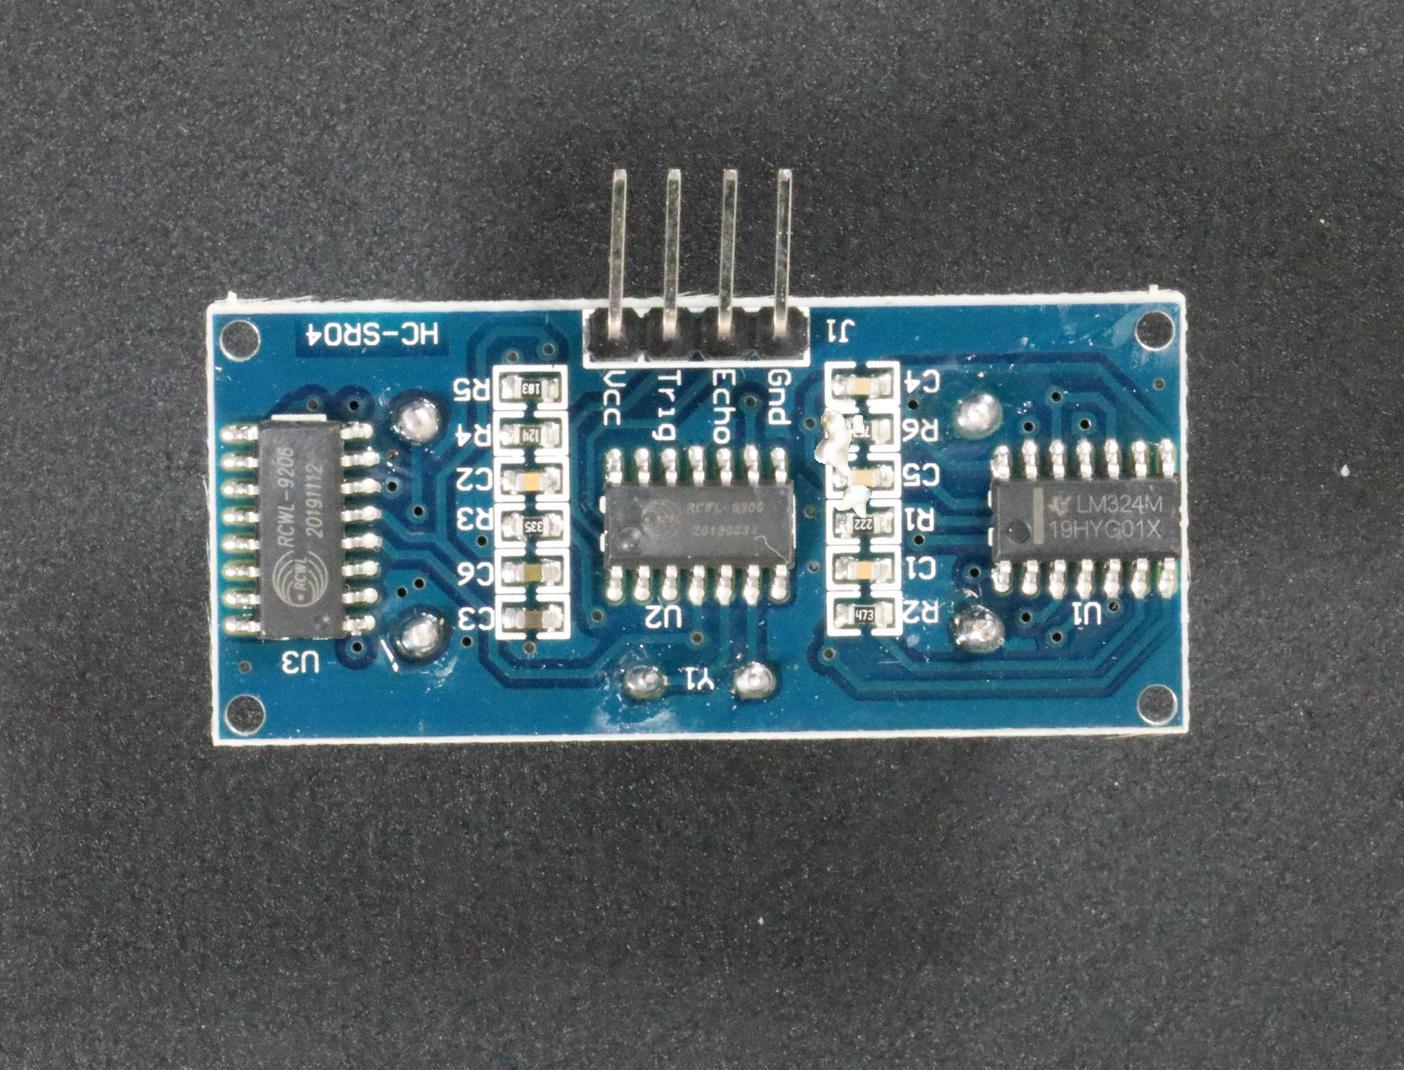 HC-SR04
J1
Vcc
Trig
Echo
Gnd
R5
183
R4
124
C2
R3
335
C6
C3
C4
R6
C5
R1
222
C1
R2
473
RCWL-9206
20191112
RCWL
U3
U2
Y1
LM324M
19HYG01X
U1